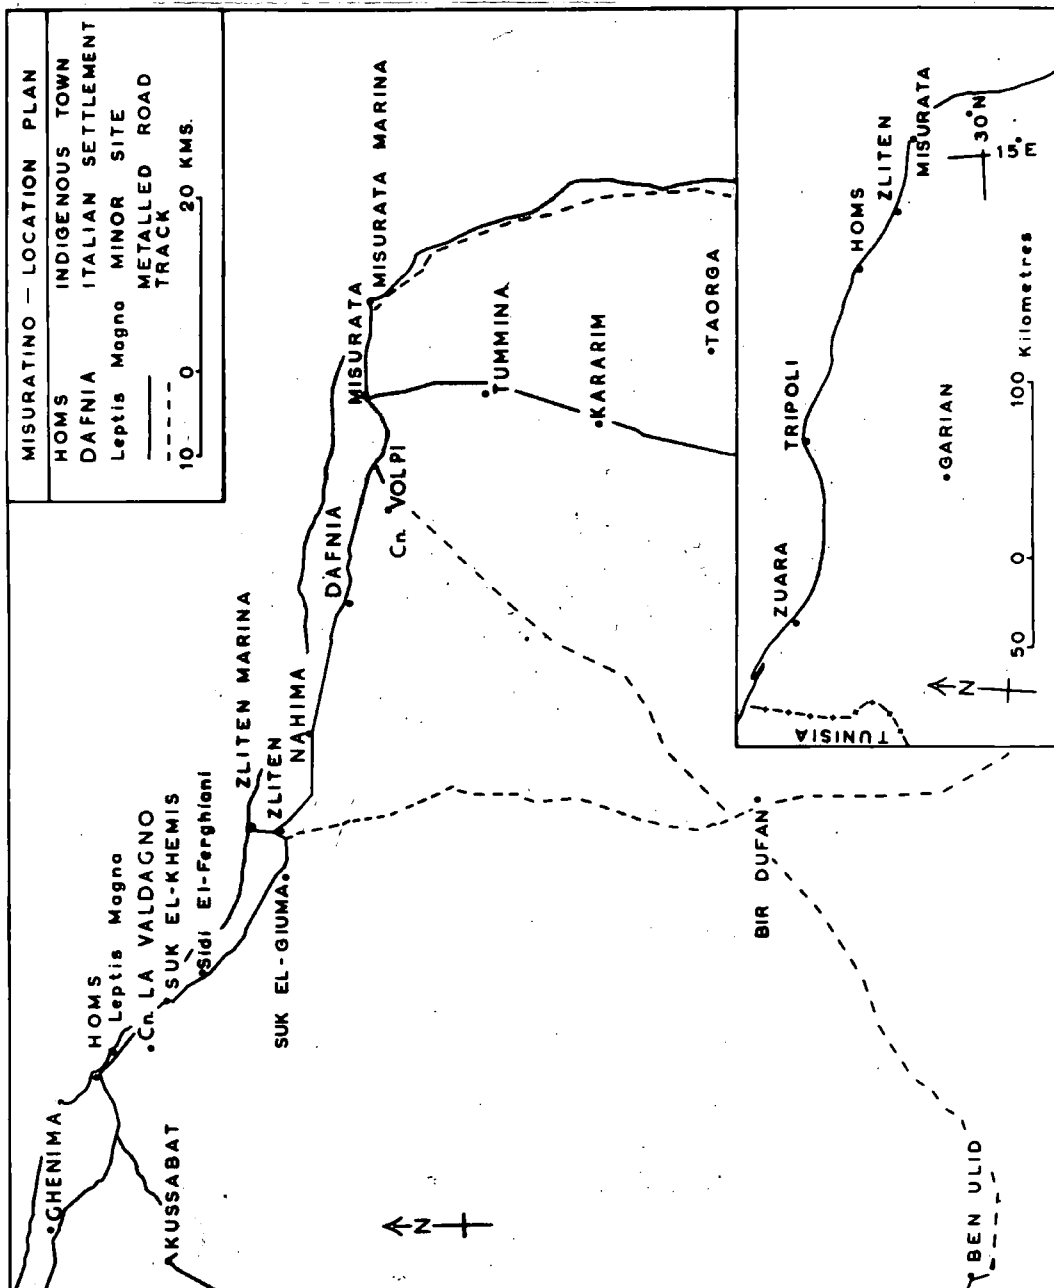 MISURATINO — LOCATION PLAN
HOMS INDIGENOUS TOWN
DAFNIA ITALIAN SETTLEMENT
Leptis Magna MINOR SITE
METALLED ROAD
TRACK
10 0 20 KMS.
GHENIMA
HOMS
Leptis Magna
Cn. LA VALDAGNO
SUK EL-KHEMIS
Sidi El-Ferghiani
AKUSSABAT
SUK EL-GIUMA
ZLITEN MARINA
ZLITEN
NAHIMA
DAFNIA
Cn. VOLPI
MISURATA
MISURATA MARINA
TUMMINA
KARARIM
TAORGA
BIR DUFAN
BEN ULID
N
TUNISIA
ZUARA
TRIPOLI
GARIAN
HOMS
ZLITEN
MISURATA
30°N
15°E
N
50 0 100 Kilometres